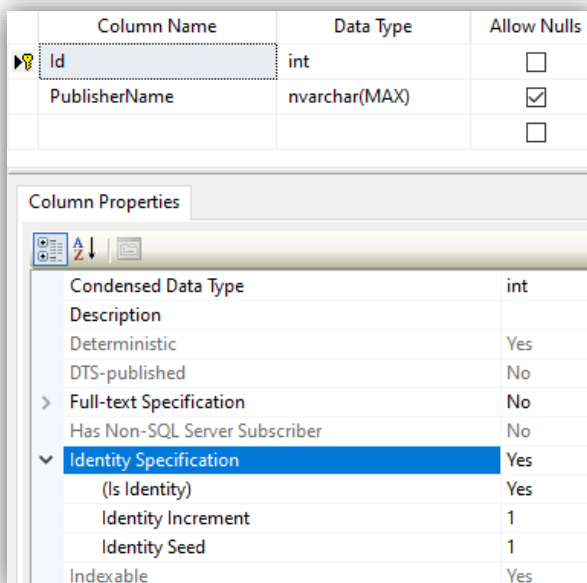 Column Name Data Type Allow Nulls
Id int
PublisherName nvarchar(MAX)
Column Properties
Condensed Data Type int
Description
Deterministic Yes
DTS-published No
Full-text Specification No
Has Non-SQL Server Subscriber No
Identity Specification Yes
(Is Identity) Yes
Identity Increment 1
Identity Seed 1
Indexable Yes